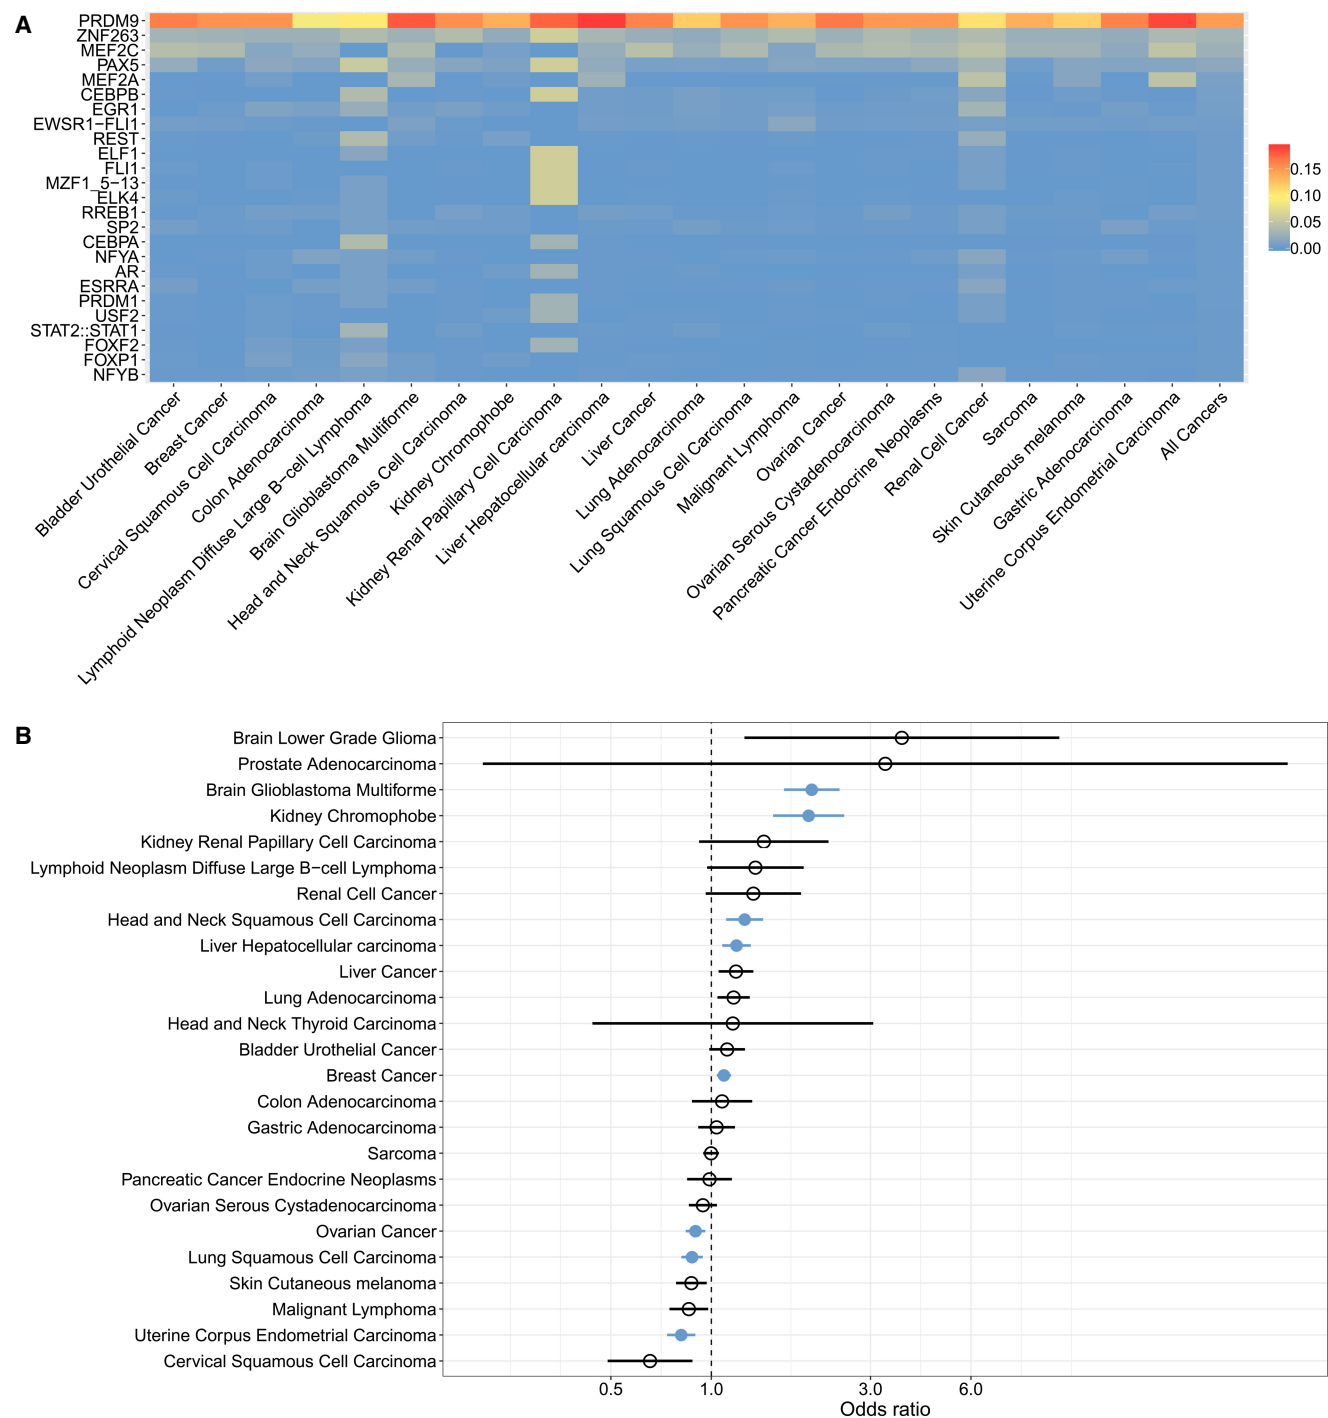 A
PRDM9
ZNF263
MEF2C
PAX5
MEF2A
CEBPB
EGR1
EWSR1−FLI1
REST
ELF1
FLI1
MZF1_5−13
ELK4
RREB1
SP2
CEBPA
NFYA
AR
ESRRA
PRDM1
USF2
STAT2::STAT1
FOXF2
FOXP1
NFYB
0.15
0.10
0.05
0.00
Bladder Urothelial Cancer
Breast Cancer
Cervical Squamous Cell Carcinoma
Colon Adenocarcinoma
Lymphoid Neoplasm Diffuse Large B−cell Lymphoma
Brain Glioblastoma Multiforme
Head and Neck Squamous Cell Carcinoma
Kidney Chromophobe
Kidney Renal Papillary Cell Carcinoma
Liver Hepatocellular carcinoma
Liver Cancer
Lung Adenocarcinoma
Lung Squamous Cell Carcinoma
Malignant Lymphoma
Ovarian Cancer
Ovarian Serous Cystadenocarcinoma
Pancreatic Cancer Endocrine Neoplasms
Renal Cell Cancer
Sarcoma
Skin Cutaneous melanoma
Gastric Adenocarcinoma
Uterine Corpus Endometrial Carcinoma
All Cancers
B
Brain Lower Grade Glioma
Prostate Adenocarcinoma
Brain Glioblastoma Multiforme
Kidney Chromophobe
Kidney Renal Papillary Cell Carcinoma
Lymphoid Neoplasm Diffuse Large B−cell Lymphoma
Renal Cell Cancer
Head and Neck Squamous Cell Carcinoma
Liver Hepatocellular carcinoma
Liver Cancer
Lung Adenocarcinoma
Head and Neck Thyroid Carcinoma
Bladder Urothelial Cancer
Breast Cancer
Colon Adenocarcinoma
Gastric Adenocarcinoma
Sarcoma
Pancreatic Cancer Endocrine Neoplasms
Ovarian Serous Cystadenocarcinoma
Ovarian Cancer
Lung Squamous Cell Carcinoma
Skin Cutaneous melanoma
Malignant Lymphoma
Uterine Corpus Endometrial Carcinoma
Cervical Squamous Cell Carcinoma
0.5 1.0 3.0 6.0
Odds ratio